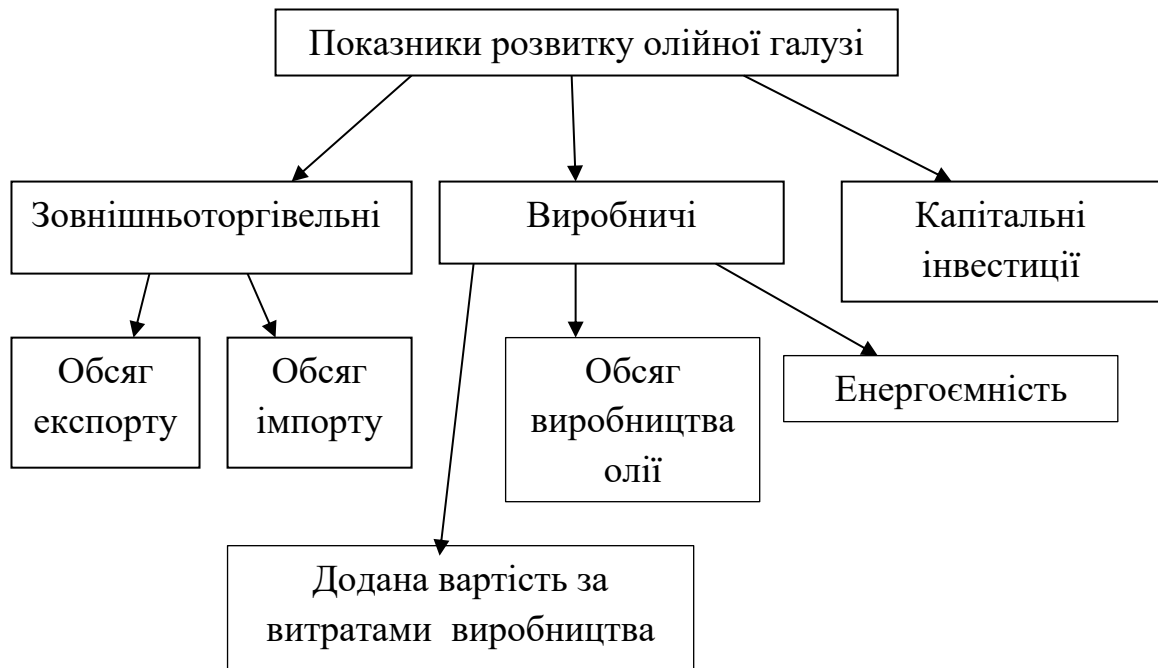 Показники розвитку олійної галузі
Зовнішньоторгівельні
Виробничі
Капітальні
інвестиції
Обсяг
експорту
Обсяг
імпорту
Обсяг
виробництва
олії
Енергоємність
Додана вартість за
витратами виробництва